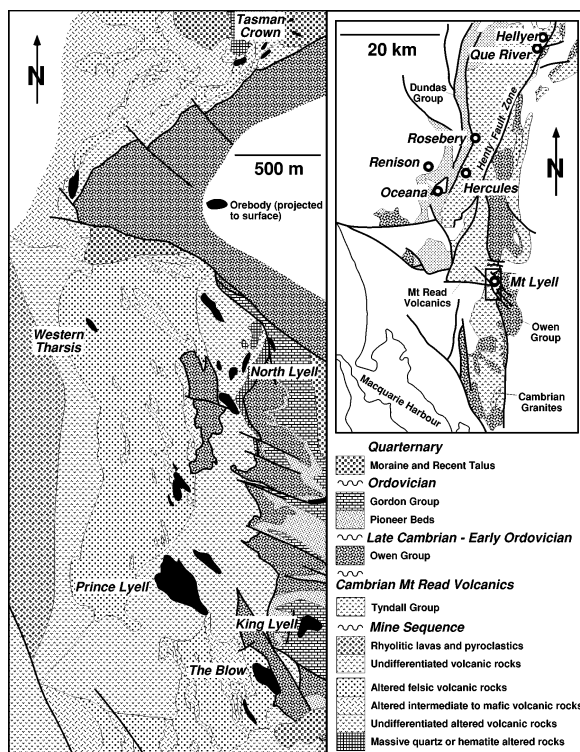 Tasman
Crown
N
500 m
Orebody (projected
to surface)
Western
Tharsis
North Lyell
Prince Lyell
King Lyell
The Blow
20 km
Hellyer
Que River
Dundas
Group
Henty Fault Zone
Rosebery
N
Renison
Hercules
Oceana
Mt Read
Volcanics
Mt Lyell
Owen
Group
Macquarie Harbour
Cambrian
Granites
Quarternary
Moraine and Recent Talus
Ordovician
Gordon Group
Pioneer Beds
Late Cambrian - Early Ordovician
Owen Group
Cambrian Mt Read Volcanics
Tyndall Group
Mine Sequence
Rhyolitic lavas and pyroclastics
Undifferentiated volcanic rocks
Altered felsic volcanic rocks
Altered intermediate to mafic volcanic rocks
Undifferentiated altered volcanic rocks
Massive quartz or hematite altered rocks